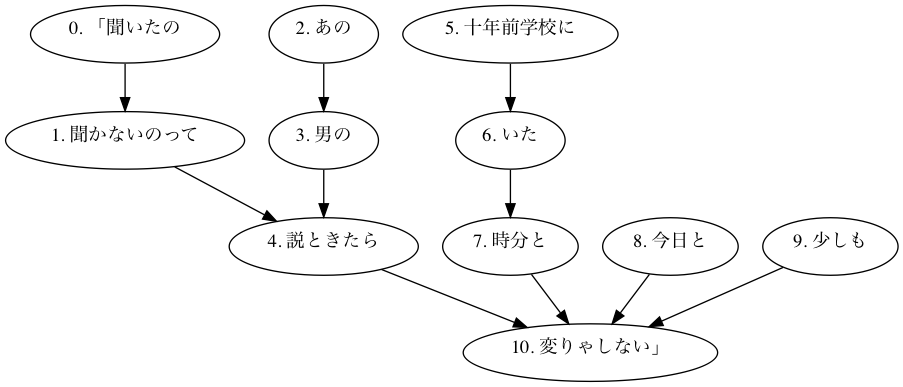 0. 「聞いたの
2. あの
5. 十年前学校に
1. 聞かないのって
3. 男の
6. いた
4. 説ときたら
7. 時分と
8. 今日と
9. 少しも
10. 変りゃしない」